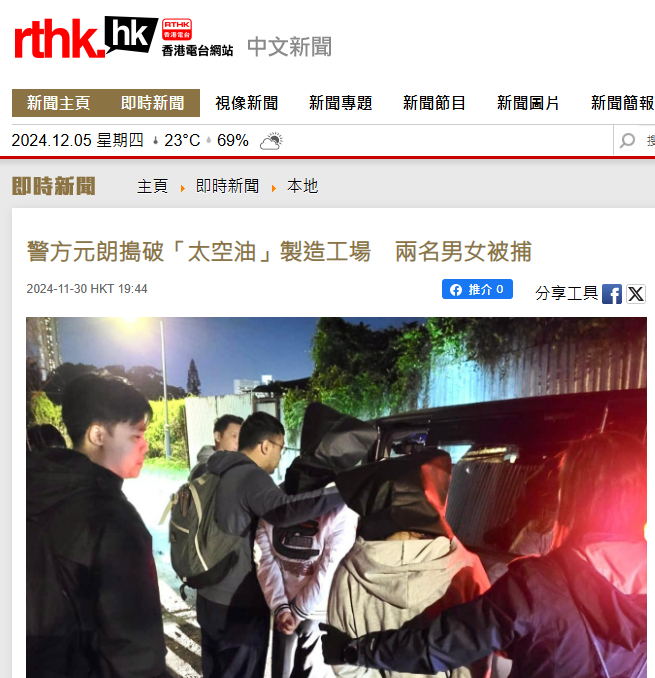 rthk.hk RTHK 香港電台 香港電台網站 中文新聞
新聞主頁 即時新聞 視像新聞 新聞專題 新聞節目 新聞圖片 新聞簡報
2024.12.05 星期四 23°C 69%
即時新聞 主頁 即時新聞 本地
警方元朗搗破「太空油」製造工場 兩名男女被捕
2024-11-30 HKT 19:44 推介 0 分享工具